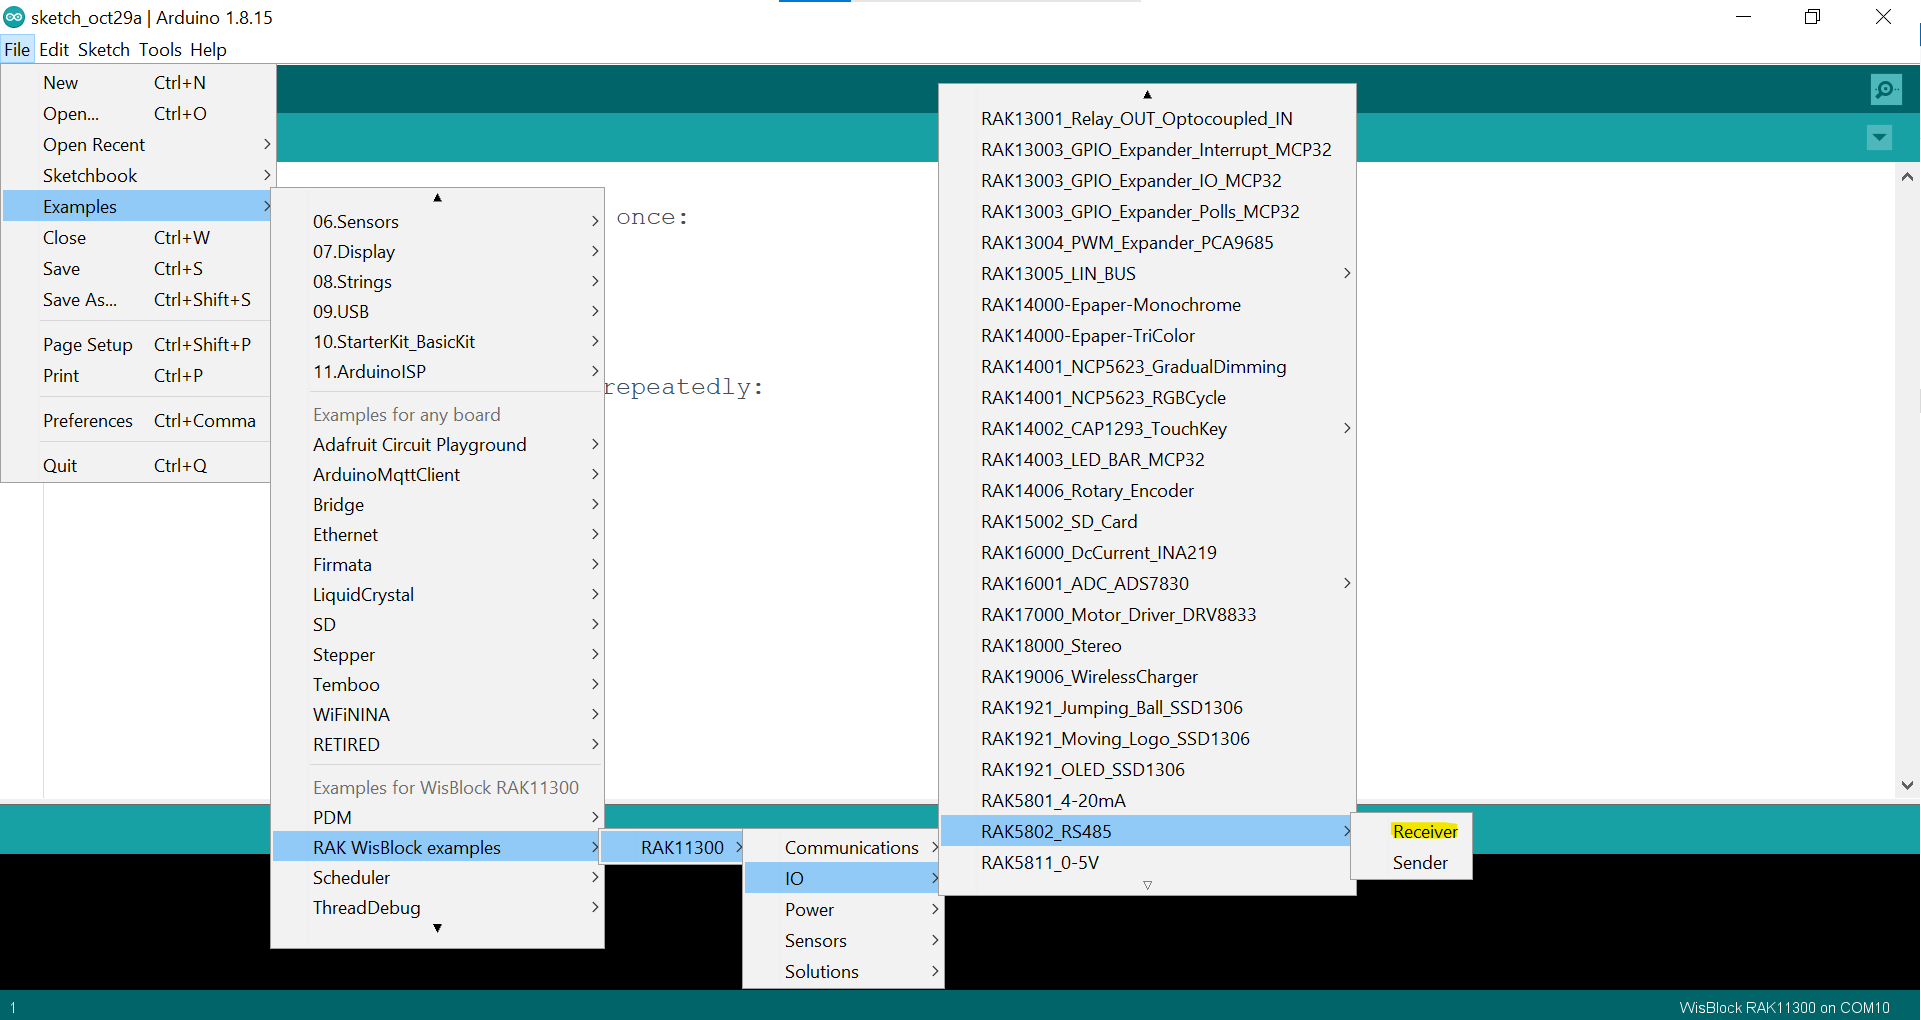 sketch_oct29a | Arduino 1.8.15
File Edit Sketch Tools Help
New Ctrl+N
Open... Ctrl+O
Open Recent
Sketchbook
Examples
Close Ctrl+W
Save Ctrl+S
Save As... Ctrl+Shift+S
Page Setup Ctrl+Shift+P
Print Ctrl+P
Preferences Ctrl+Comma
Quit Ctrl+Q
06.Sensors
07.Display
08.Strings
09.USB
10.StarterKit_BasicKit
11.ArduinoISP
Examples for any board
Adafruit Circuit Playground
ArduinoMqttClient
Bridge
Ethernet
Firmata
LiquidCrystal
SD
Stepper
Temboo
WiFiNINA
RETIRED
Examples for WisBlock RAK11300
PDM
RAK WisBlock examples
Scheduler
ThreadDebug
once:
repeatedly:
RAK11300
Communications
IO
Power
Sensors
Solutions
RAK13001_Relay_OUT_Optocoupled_IN
RAK13003_GPIO_Expander_Interrupt_MCP32
RAK13003_GPIO_Expander_IO_MCP32
RAK13003_GPIO_Expander_Polls_MCP32
RAK13004_PWM_Expander_PCA9685
RAK13005_LIN_BUS
RAK14000-Epaper-Monochrome
RAK14000-Epaper-TriColor
RAK14001_NCP5623_GradualDimming
RAK14001_NCP5623_RGBCycle
RAK14002_CAP1293_TouchKey
RAK14003_LED_BAR_MCP32
RAK14006_Rotary_Encoder
RAK15002_SD_Card
RAK16000_DcCurrent_INA219
RAK16001_ADC_ADS7830
RAK17000_Motor_Driver_DRV8833
RAK18000_Stereo
RAK19006_WirelessCharger
RAK1921_Jumping_Ball_SSD1306
RAK1921_Moving_Logo_SSD1306
RAK1921_OLED_SSD1306
RAK5801_4-20mA
RAK5802_RS485
RAK5811_0-5V
Receiver
Sender
1
WisBlock RAK11300 on COM10